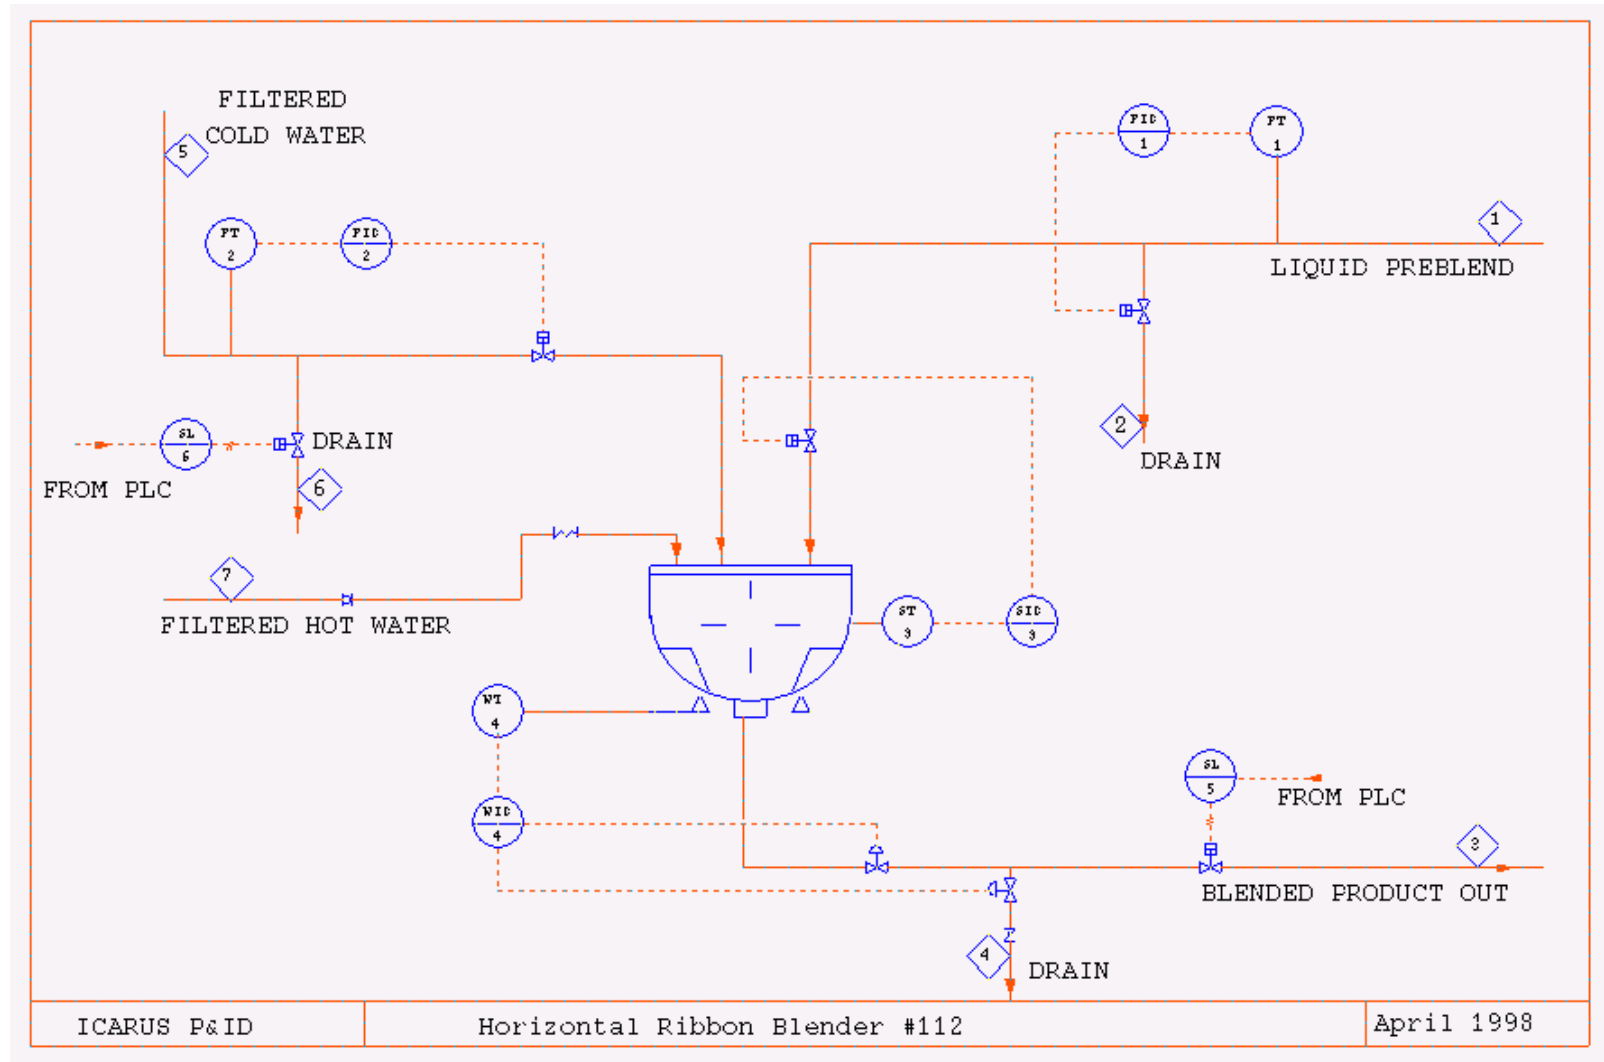 FILTERED
COLD WATER
5
FIC
1
FT
1
1
LIQUID PREBLEND
FT
2
FIC
2
2
DRAIN
SL
6
DRAIN
FROM PLC
6
7
FILTERED HOT WATER
ST
3
SIC
3
WT
4
WIC
4
SL
5
FROM PLC
3
BLENDED PRODUCT OUT
4
DRAIN
ICARUS P&ID
Horizontal Ribbon Blender #112
April 1998